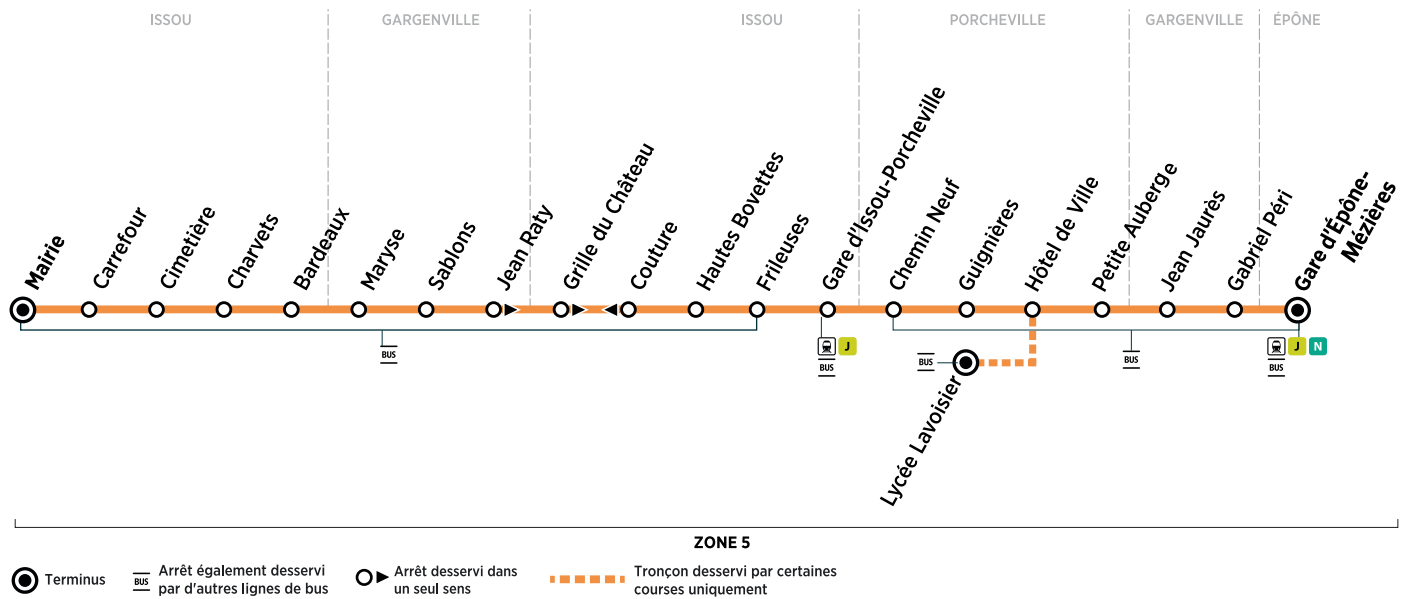 ISSOU
GARGENVILLE
ISSOU
PORCHEVILLE
GARGENVILLE
ÉPÔNE
Mairie
Carrefour
Cimetière
Charvets
Bardeaux
Maryse
Sablons
Jean Raty
Grille du Château
Couture
Hautes Bovettes
Frileuses
Gare d'Issou-Porcheville
Chemin Neuf
Guignières
Hôtel de Ville
Petite Auberge
Jean Jaurès
Gabriel Péri
Gare d'Épône-
Mézières
BUS
J
BUS
BUS
BUS
J N
BUS
Lycée Lavoisier
ZONE 5
Terminus
BUS
Arrêt également desservi
par d'autres lignes de bus
Arrêt desservi dans
un seul sens
Tronçon desservi par certaines
courses uniquement